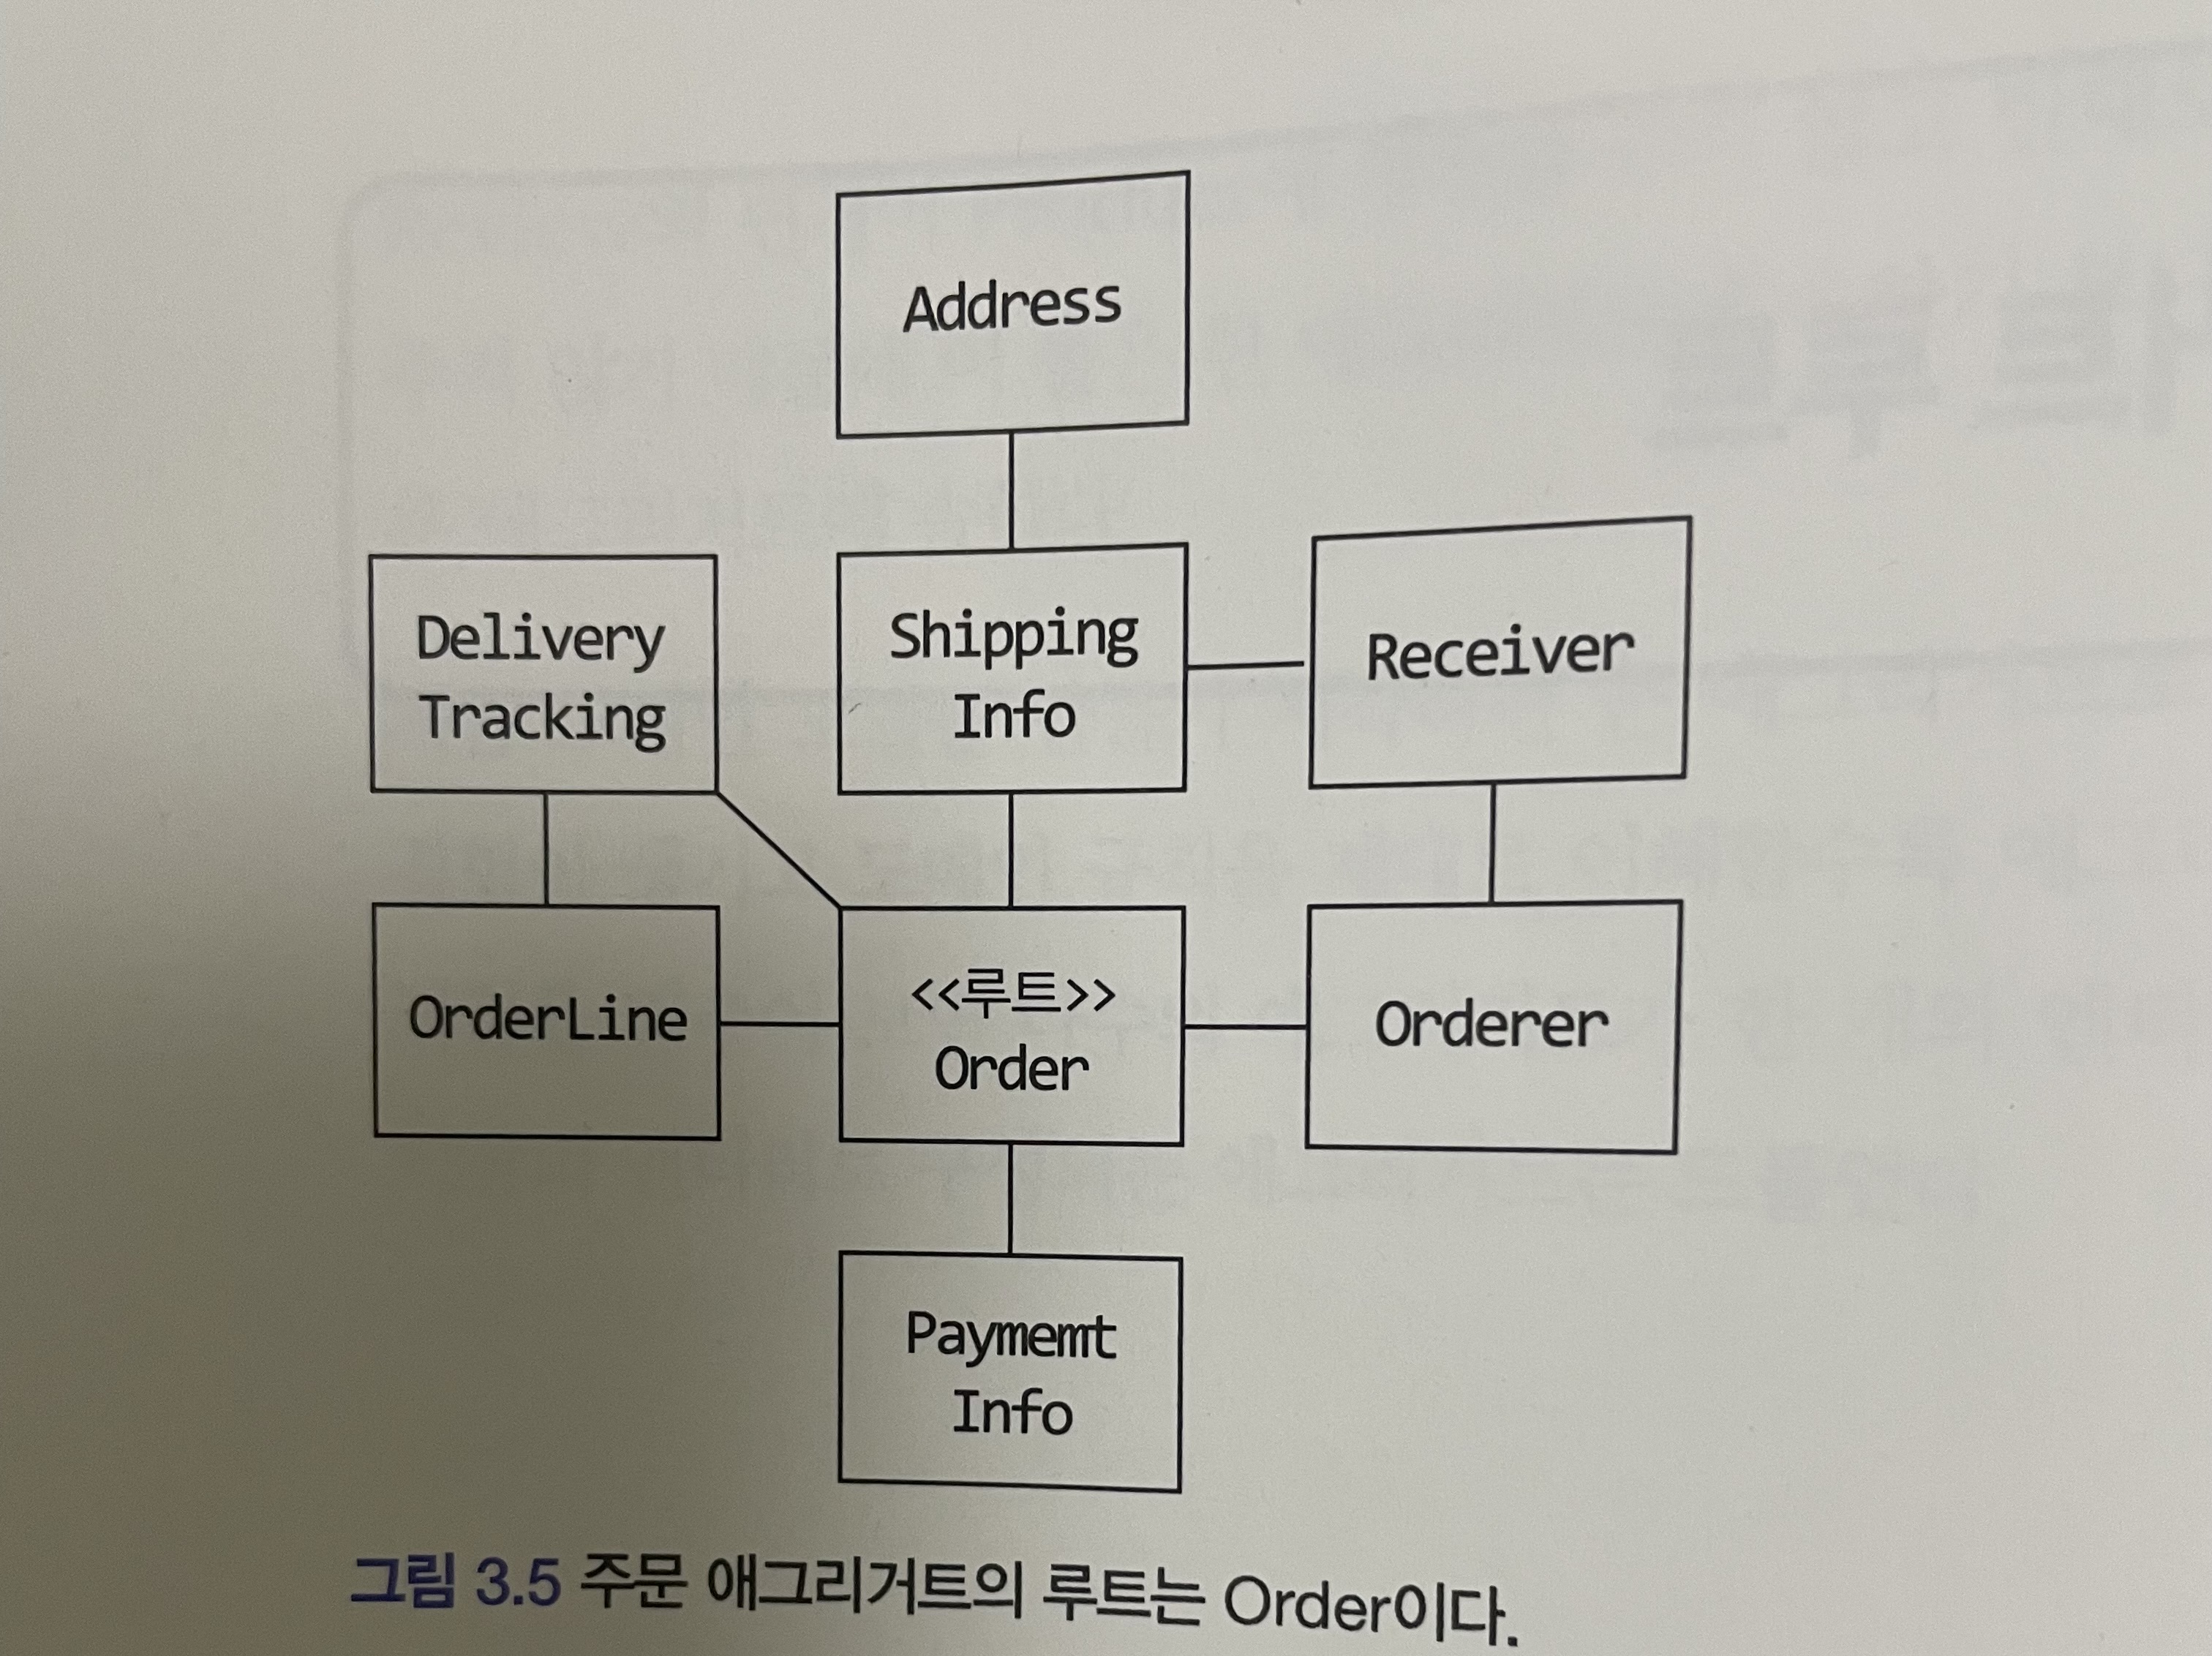 Address
Delivery
Tracking
Shipping
Info
Receiver
OrderLine
<<루트>>
Order
Orderer
Paymemt
Info
그림 3.5 주문 애그리거트의 루트는 Order이다.